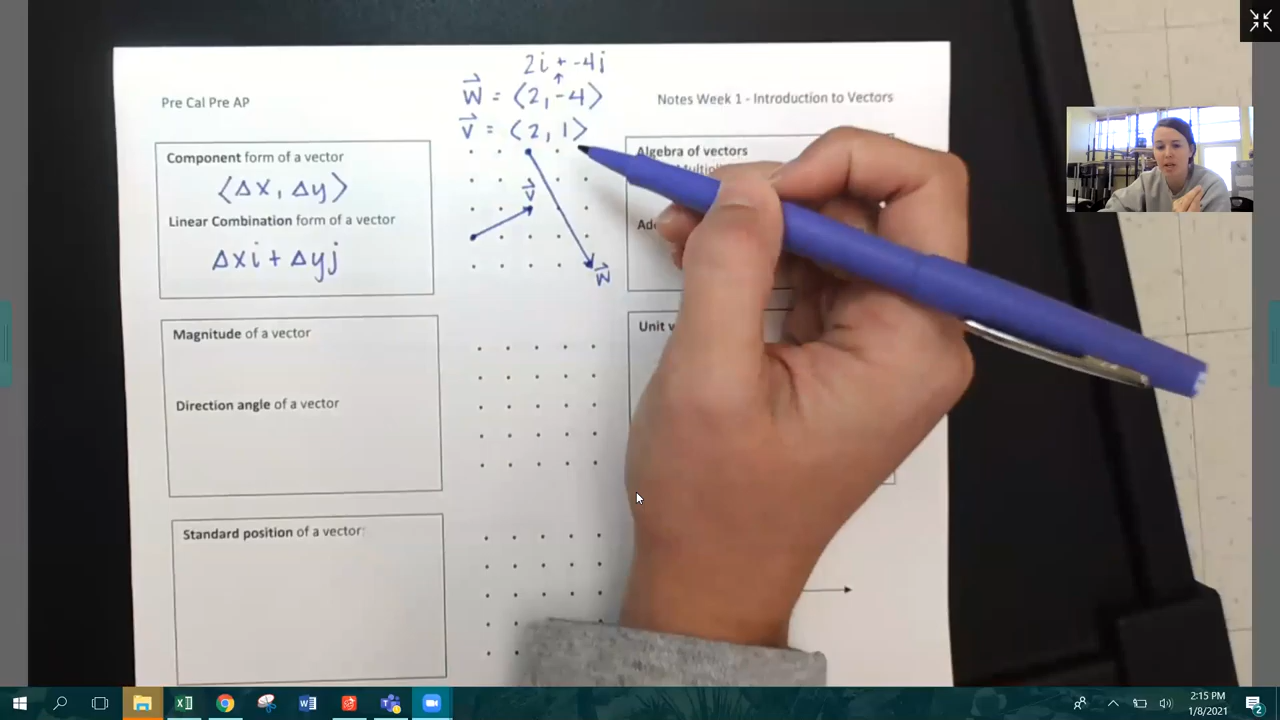 2i + -4j
↑
w⃗ = ⟨2, -4⟩
Pre Cal Pre AP
Notes Week 1 - Introduction to Vectors
v⃗ = ⟨2, 1⟩
Component form of a vector
⟨Δx, Δy⟩
Linear Combination form of a vector
Δxi + Δyj
v⃗
w⃗
Algebra of vectors
Magnitude of a vector
Direction angle of a vector
Unit
Standard position of a vector:
2:15 PM
1/8/2021
2